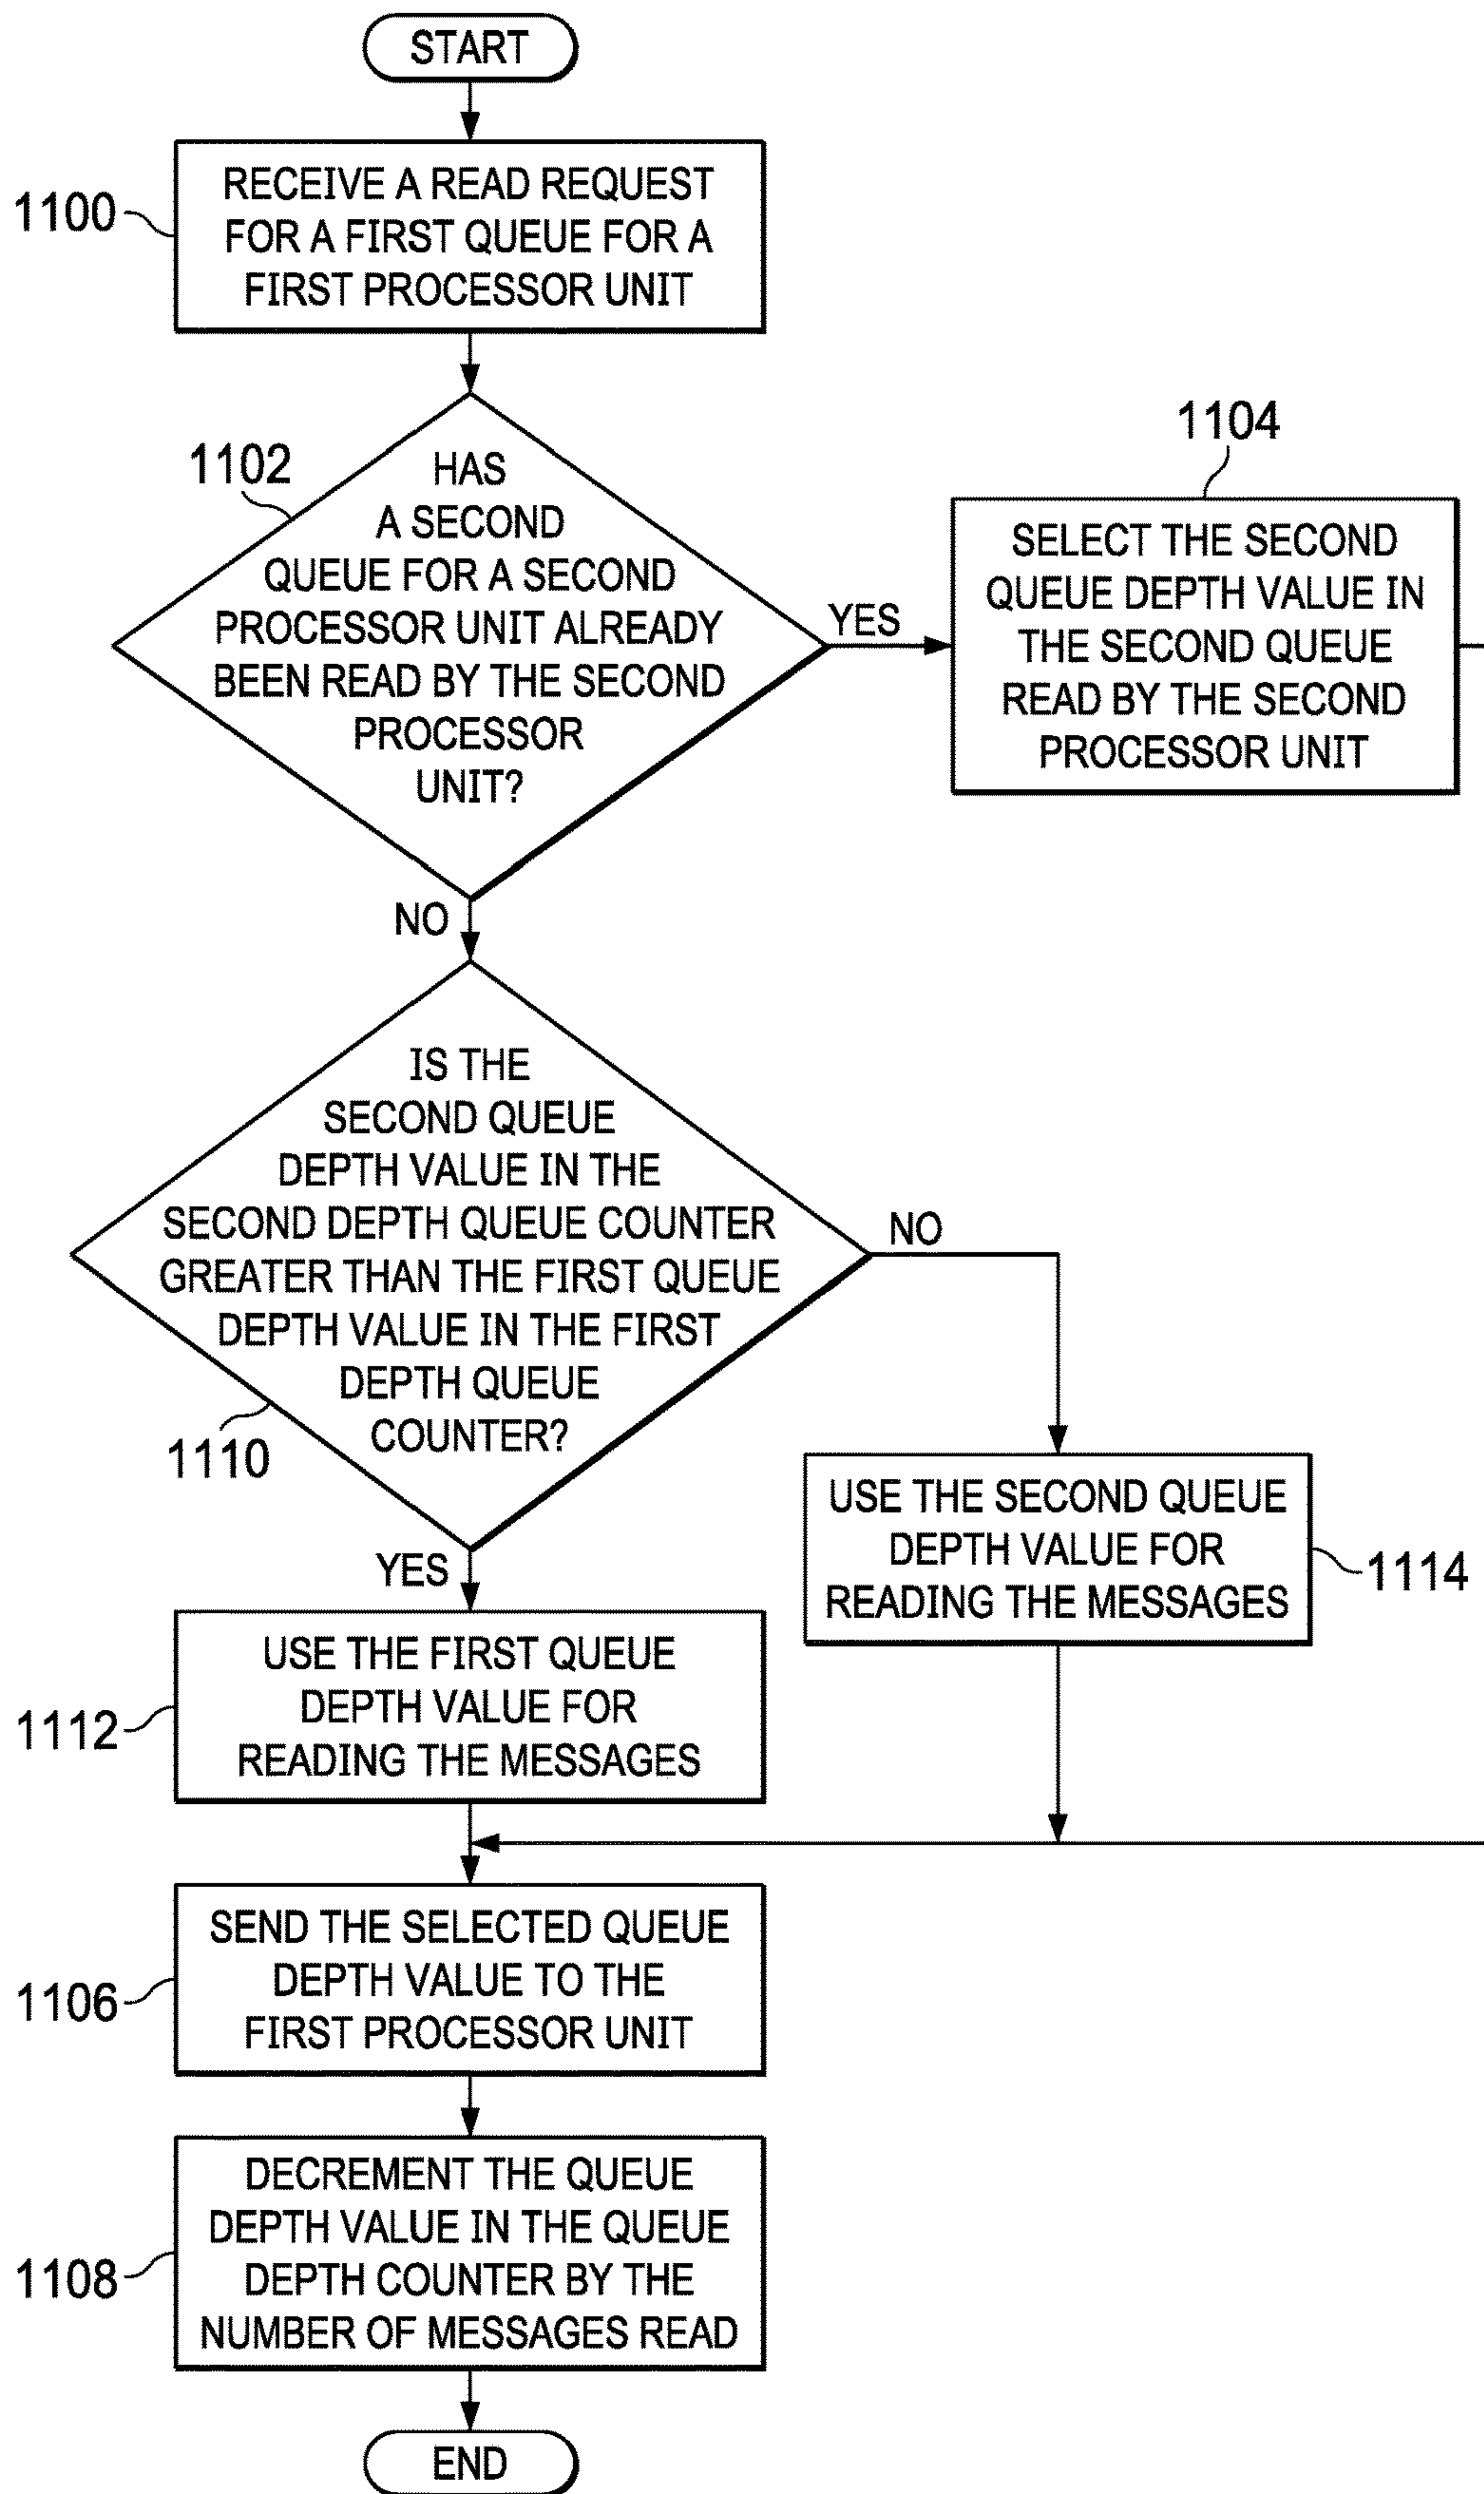 START
1100
RECEIVE A READ REQUEST
FOR A FIRST QUEUE FOR A
FIRST PROCESSOR UNIT
1102
HAS
A SECOND
QUEUE FOR A SECOND
PROCESSOR UNIT ALREADY
BEEN READ BY THE SECOND
PROCESSOR
UNIT?
YES
1104
SELECT THE SECOND
QUEUE DEPTH VALUE IN
THE SECOND QUEUE
READ BY THE SECOND
PROCESSOR UNIT
NO
IS THE
SECOND QUEUE
DEPTH VALUE IN THE
SECOND DEPTH QUEUE COUNTER
GREATER THAN THE FIRST QUEUE
DEPTH VALUE IN THE FIRST
DEPTH QUEUE
COUNTER?
1110
NO
USE THE SECOND QUEUE
DEPTH VALUE FOR
READING THE MESSAGES
1114
YES
USE THE FIRST QUEUE
DEPTH VALUE FOR
READING THE MESSAGES
1112
SEND THE SELECTED QUEUE
DEPTH VALUE TO THE
FIRST PROCESSOR UNIT
1106
DECREMENT THE QUEUE
DEPTH VALUE IN THE QUEUE
DEPTH COUNTER BY THE
NUMBER OF MESSAGES READ
1108
END